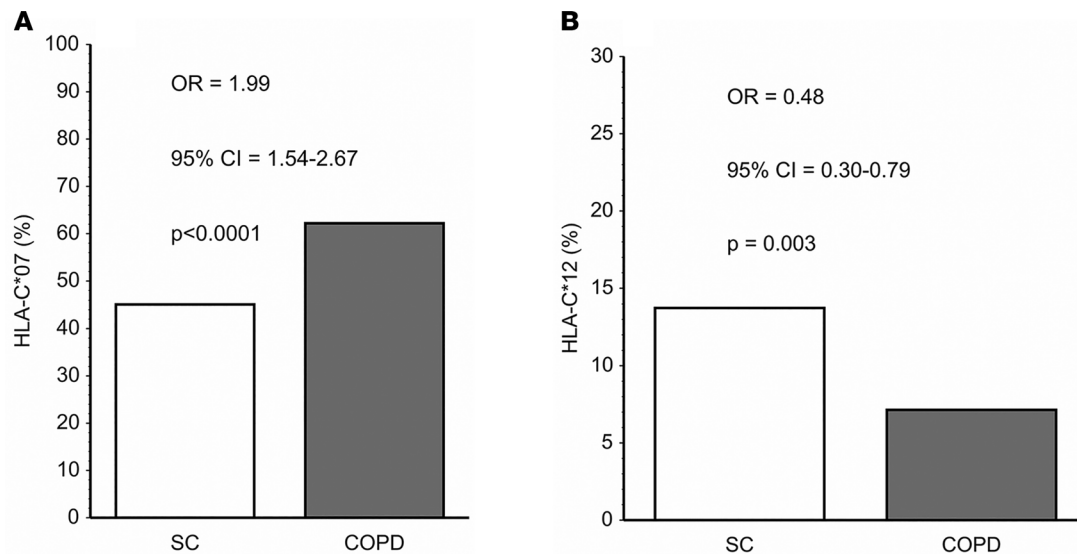 A
100
90
80
70
60
50
40
30
20
10
0
HLA-C*07 (%)
OR = 1.99
95% CI = 1.54-2.67
p<0.0001
SC
COPD
B
30
25
20
15
10
5
0
HLA-C*12 (%)
OR = 0.48
95% CI = 0.30-0.79
p = 0.003
SC
COPD